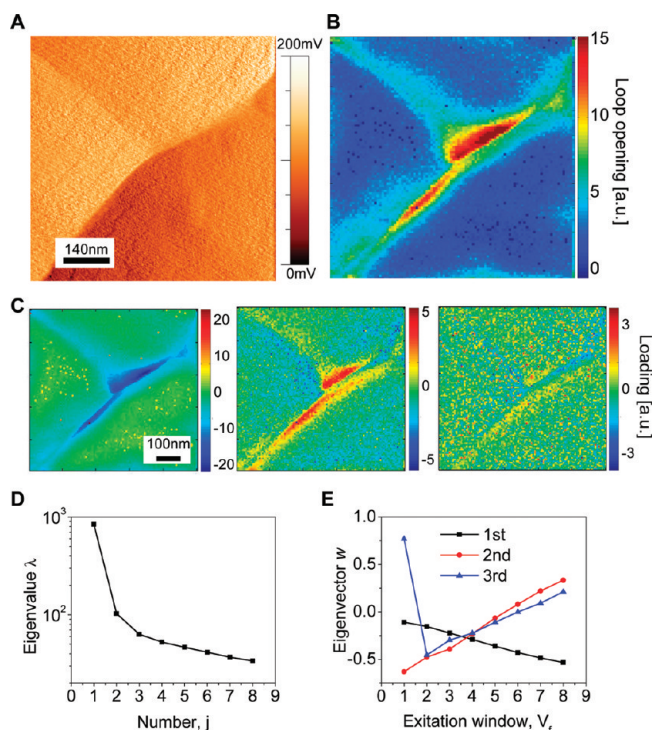 A
200mV
140nm
0mV
B
15
10
5
0
Loop opening [a.u.]
C
100nm
20
10
0
-10
-20
5
0
-5
3
0
-3
Loading [a.u.]
D
10³
10²
Eigenvalue λ
0 1 2 3 4 5 6 7 8 9
Number, j
E
1.0
0.5
0.0
-0.5
Eigenvector w
1st
2nd
3rd
0 1 2 3 4 5 6 7 8 9
Exitation window, V_f